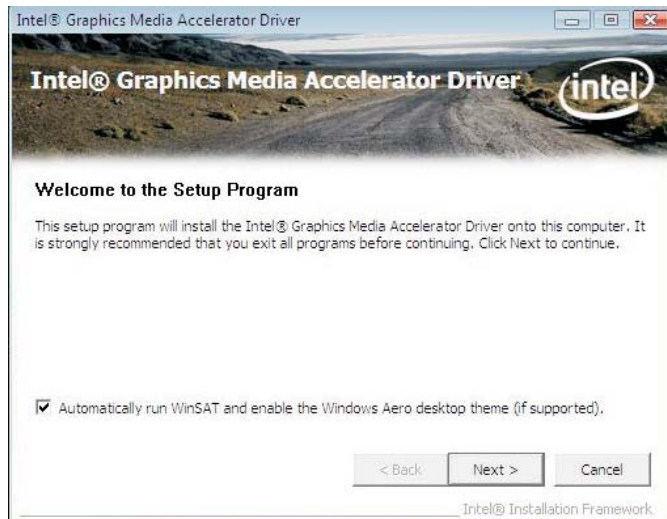 Intel® Graphics Media Accelerator Driver
Intel® Graphics Media Accelerator Driver
intel
Welcome to the Setup Program
This setup program will install the Intel® Graphics Media Accelerator Driver onto this computer. It
is strongly recommended that you exit all programs before continuing. Click Next to continue.
Automatically run WinSAT and enable the Windows Aero desktop theme (if supported).
< Back Next > Cancel
Intel® Installation Framework